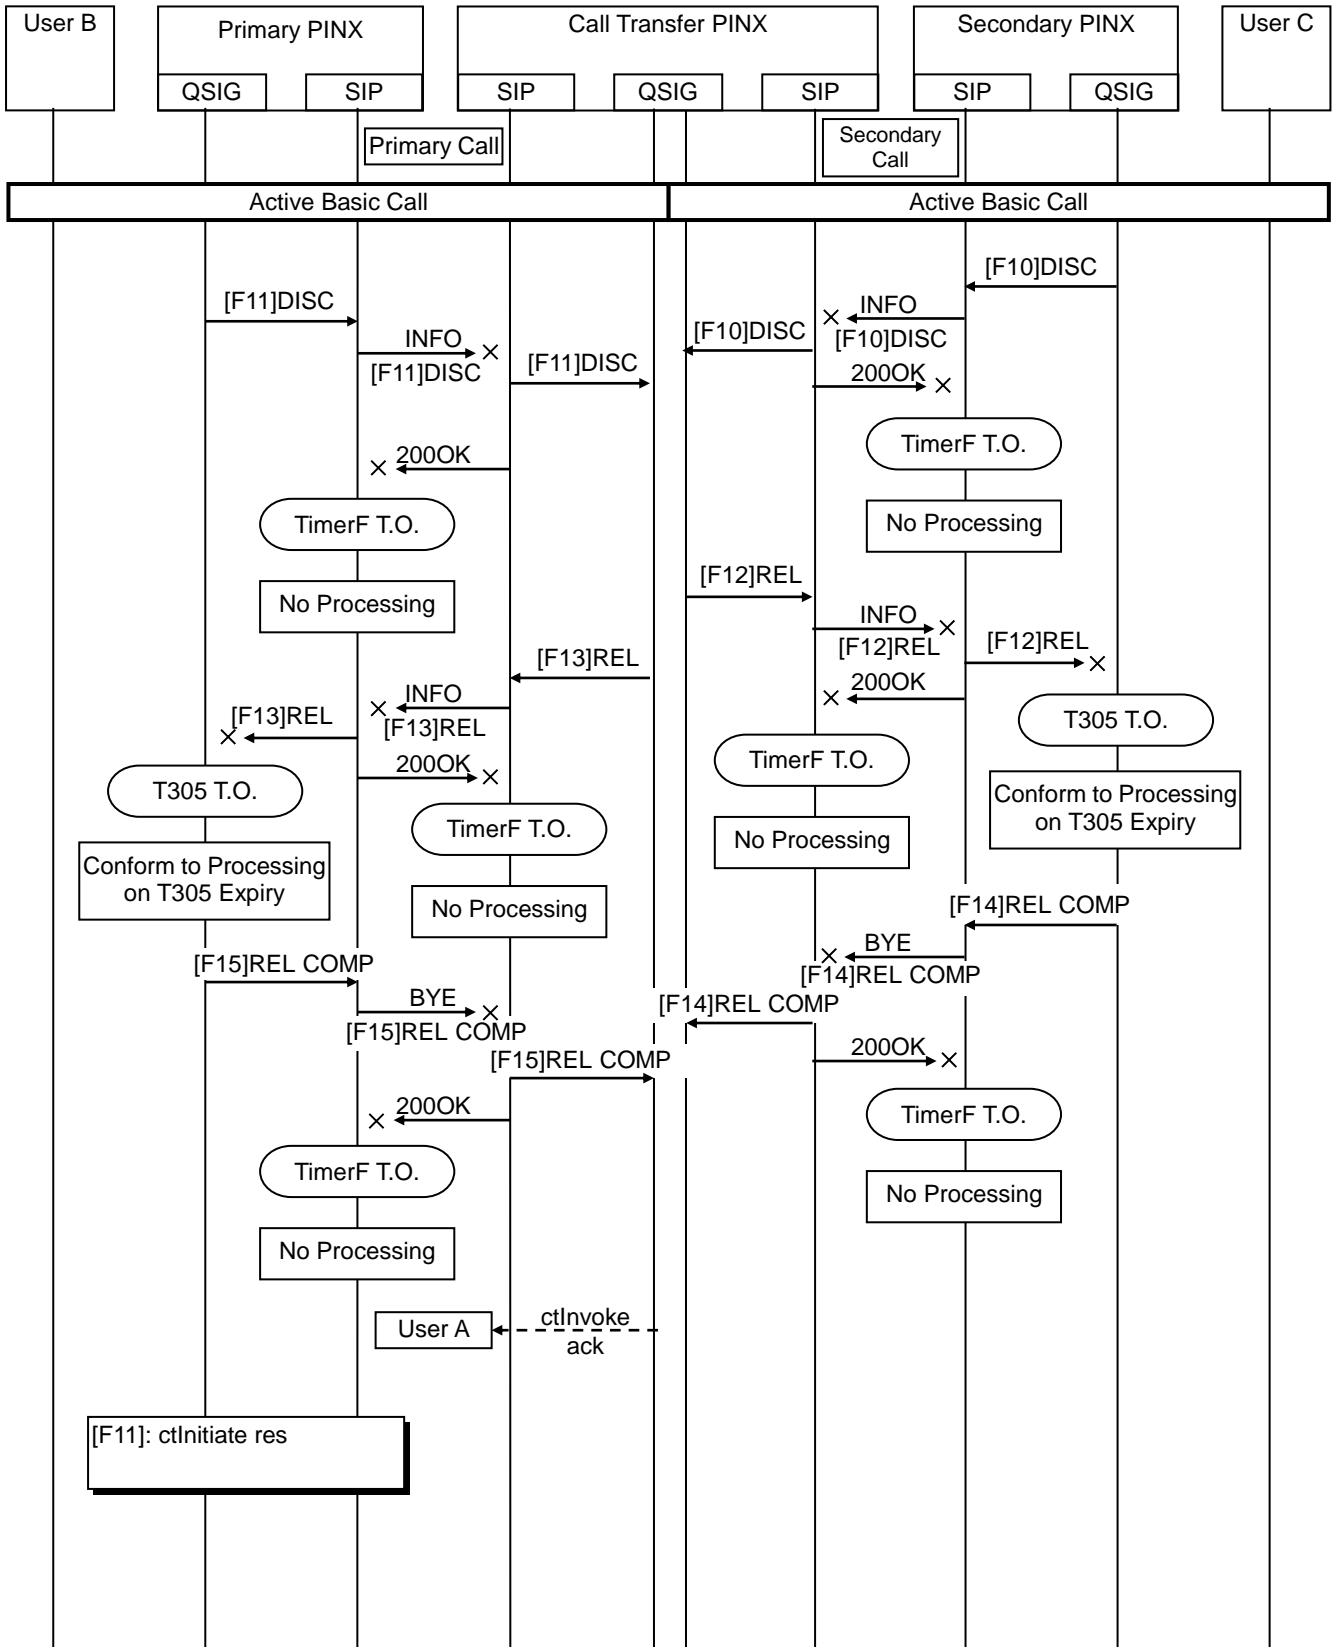 User B
Primary PINX
Call Transfer PINX
Secondary PINX
User C
QSIG
SIP
SIP
QSIG
SIP
SIP
QSIG
Primary Call
Secondary
Call
Active Basic Call
Active Basic Call
[F10]DISC
[F11]DISC
INFO
[F10]DISC
[F10]DISC
INFO
[F11]DISC
[F11]DISC
200OK
TimerF T.O.
200OK
No Processing
TimerF T.O.
[F12]REL
No Processing
INFO
[F12]REL
[F12]REL
[F13]REL
200OK
INFO
[F13]REL
[F13]REL
T305 T.O.
TimerF T.O.
200OK
T305 T.O.
Conform to Processing
on T305 Expiry
TimerF T.O.
No Processing
Conform to Processing
on T305 Expiry
No Processing
[F14]REL COMP
BYE
[F14]REL COMP
[F15]REL COMP
BYE
[F15]REL COMP
[F14]REL COMP
200OK
[F15]REL COMP
200OK
TimerF T.O.
TimerF T.O.
No Processing
No Processing
User A
ctInvoke
ack
[F11]: ctInitiate res